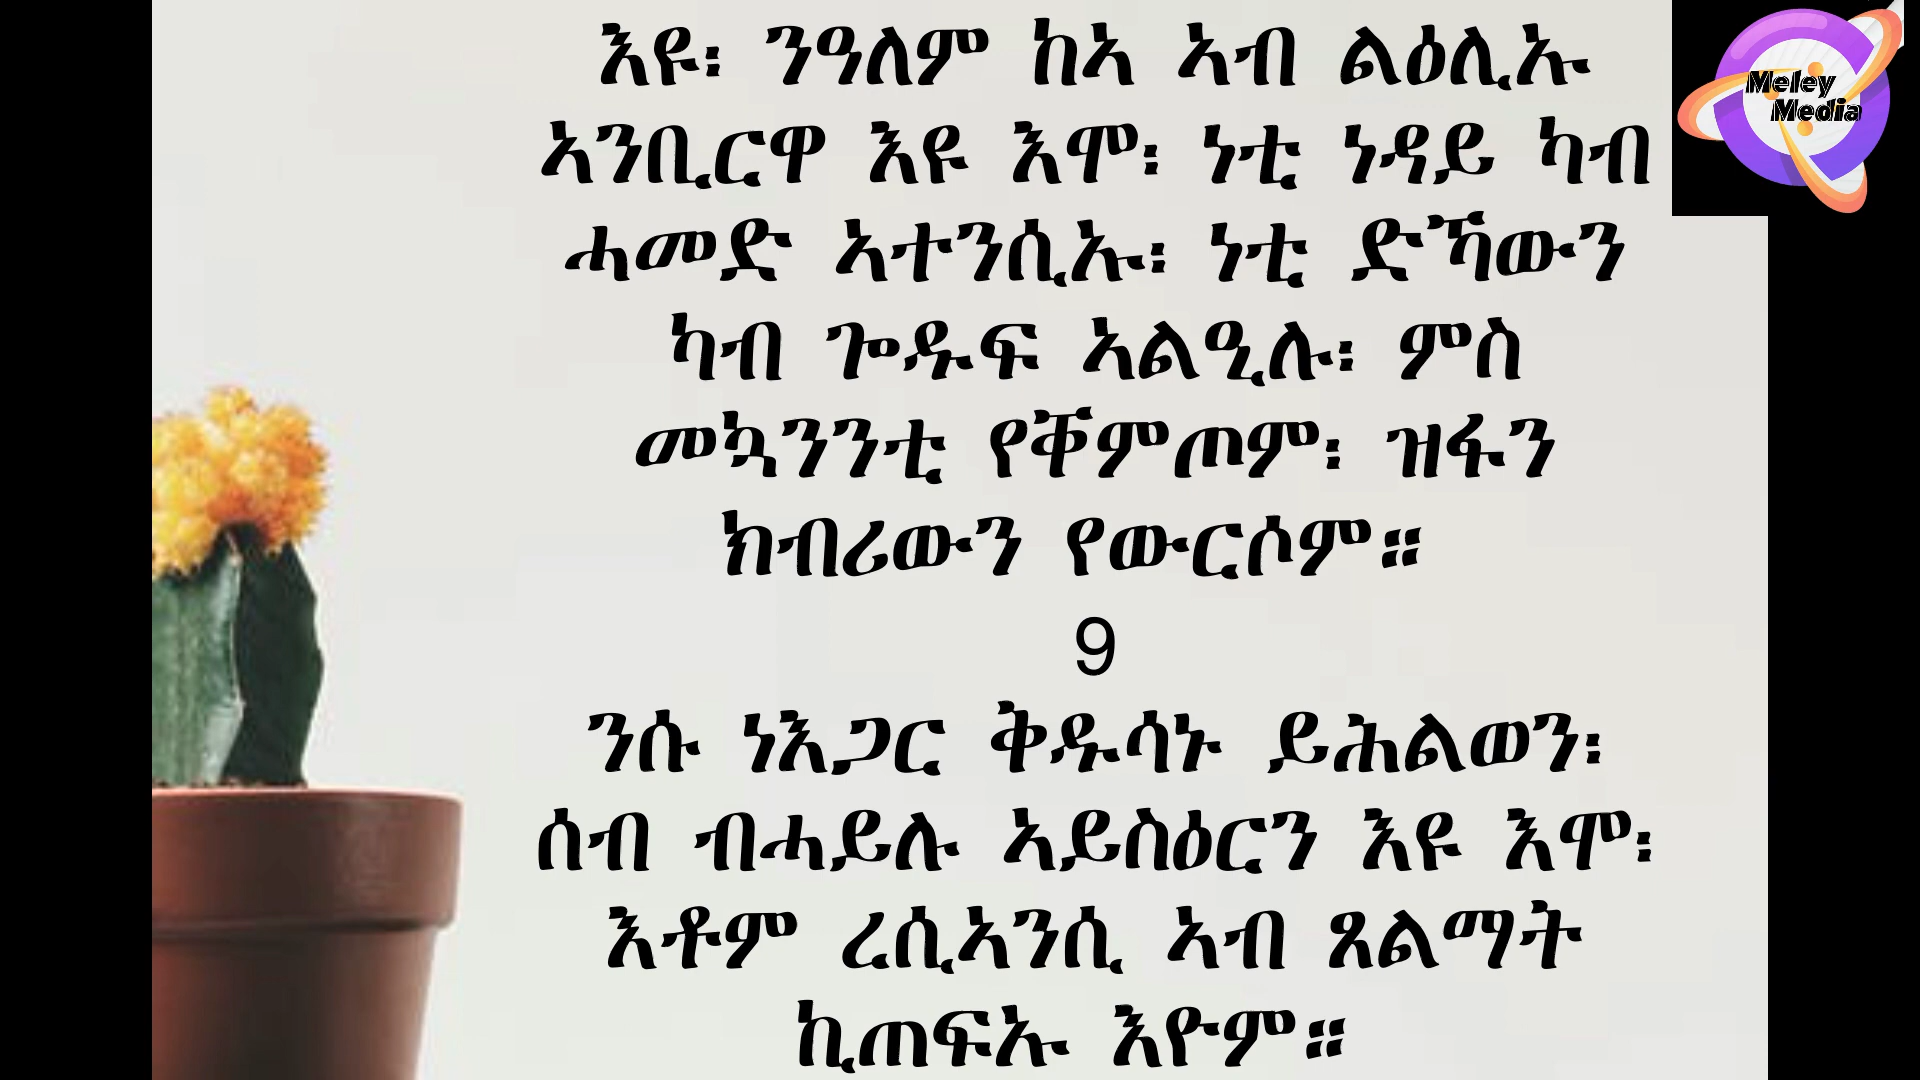 እዩ፡ ንዓለም ከኣ ኣብ ልዕሊኡ
ኣንቢርዋ እዩ እሞ፡ ነቲ ነዳይ ካብ
ሓመድ ኣተንሲኡ፡ ነቲ ድኻውን
ካብ ጐዱፍ ኣልዒሉ፡ ምስ
መኳንንቲ የቐምጦም፡ ዝፋን
ክብሪውን የውርሶም።
9
ንሱ ነእጋር ቅዱሳኑ ይሕልወን፡
ሰብ ብሓይሉ ኣይስዕርን እዩ እሞ፡
እቶም ረሲኣንሲ ኣብ ጸልማት
ኪጠፍኡ እዮም።
Meley
Media